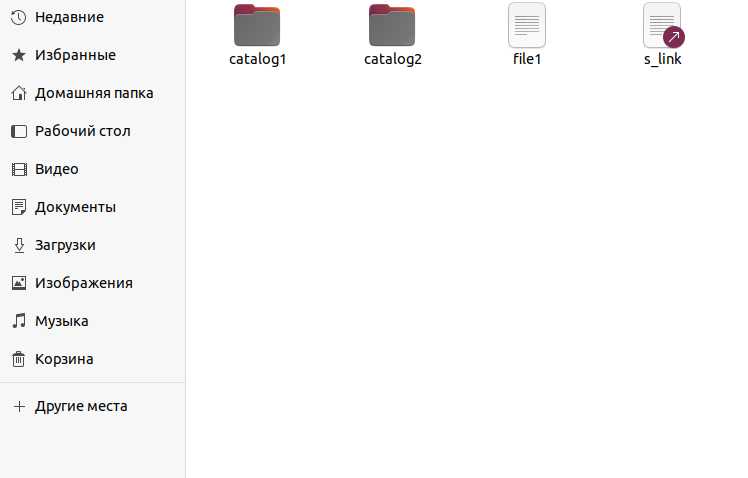 Недавние
Избранные
Домашняя папка
Рабочий стол
Видео
Документы
Загрузки
Изображения
Музыка
Корзина
Другие места
catalog1
catalog2
file1
s_link